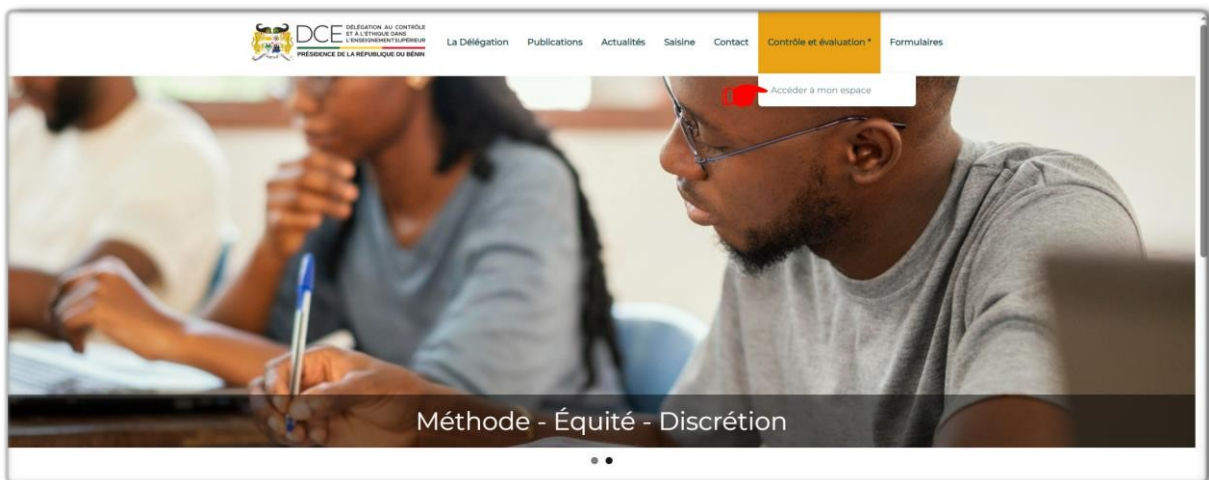 DCE
DÉLÉGATION AU CONTRÔLE
ET À L'ÉTHIQUE DANS
L'ENSEIGNEMENT SUPÉRIEUR
PRÉSIDENCE DE LA RÉPUBLIQUE DU BÉNIN
La Délégation Publications Actualités Saisine Contact Contrôle et évaluation * Formulaires
Accéder à mon espace
Méthode - Équité - Discrétion